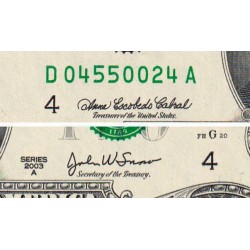 D 04550024 A
4 Anna Escobedo Cabral
Treasurer of the United States.
1789
FW G 20
SERIES
2003
A
John W Snow
4
Secretary of the Treasury.